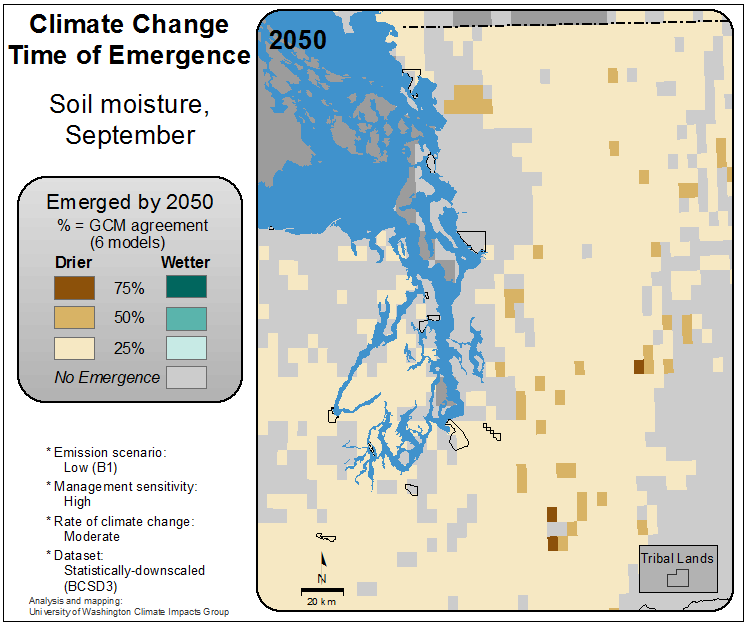 Climate Change
Time of Emergence
Soil moisture,
September
Emerged by 2050
% = GCM agreement
(6 models)
Drier Wetter
75%
50%
25%
No Emergence
* Emission scenario:
Low (B1)
* Management sensitivity:
High
* Rate of climate change:
Moderate
* Dataset:
Statistically-downscaled
(BCSD3)
Analysis and mapping:
University of Washington Climate Impacts Group
2050
N
20 km
Tribal Lands